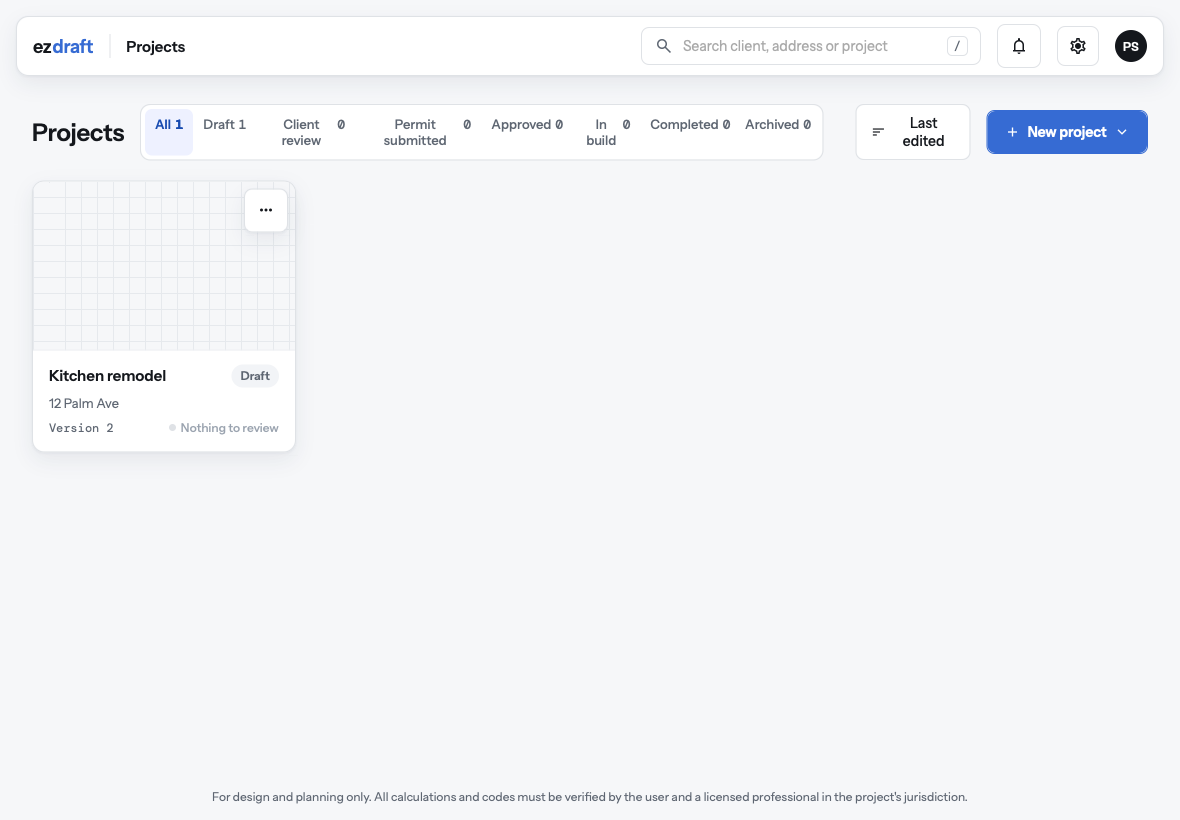 ezdraft
Projects
Search client, address or project
/
PS
Projects
All 1
Draft 1
Client
review
0
Permit
submitted
0
Approved 0
In
build
0
Completed 0
Archived 0
Last
edited
+ New project
Kitchen remodel
Draft
12 Palm Ave
Version 2
Nothing to review
For design and planning only. All calculations and codes must be verified by the user and a licensed professional in the project's jurisdiction.